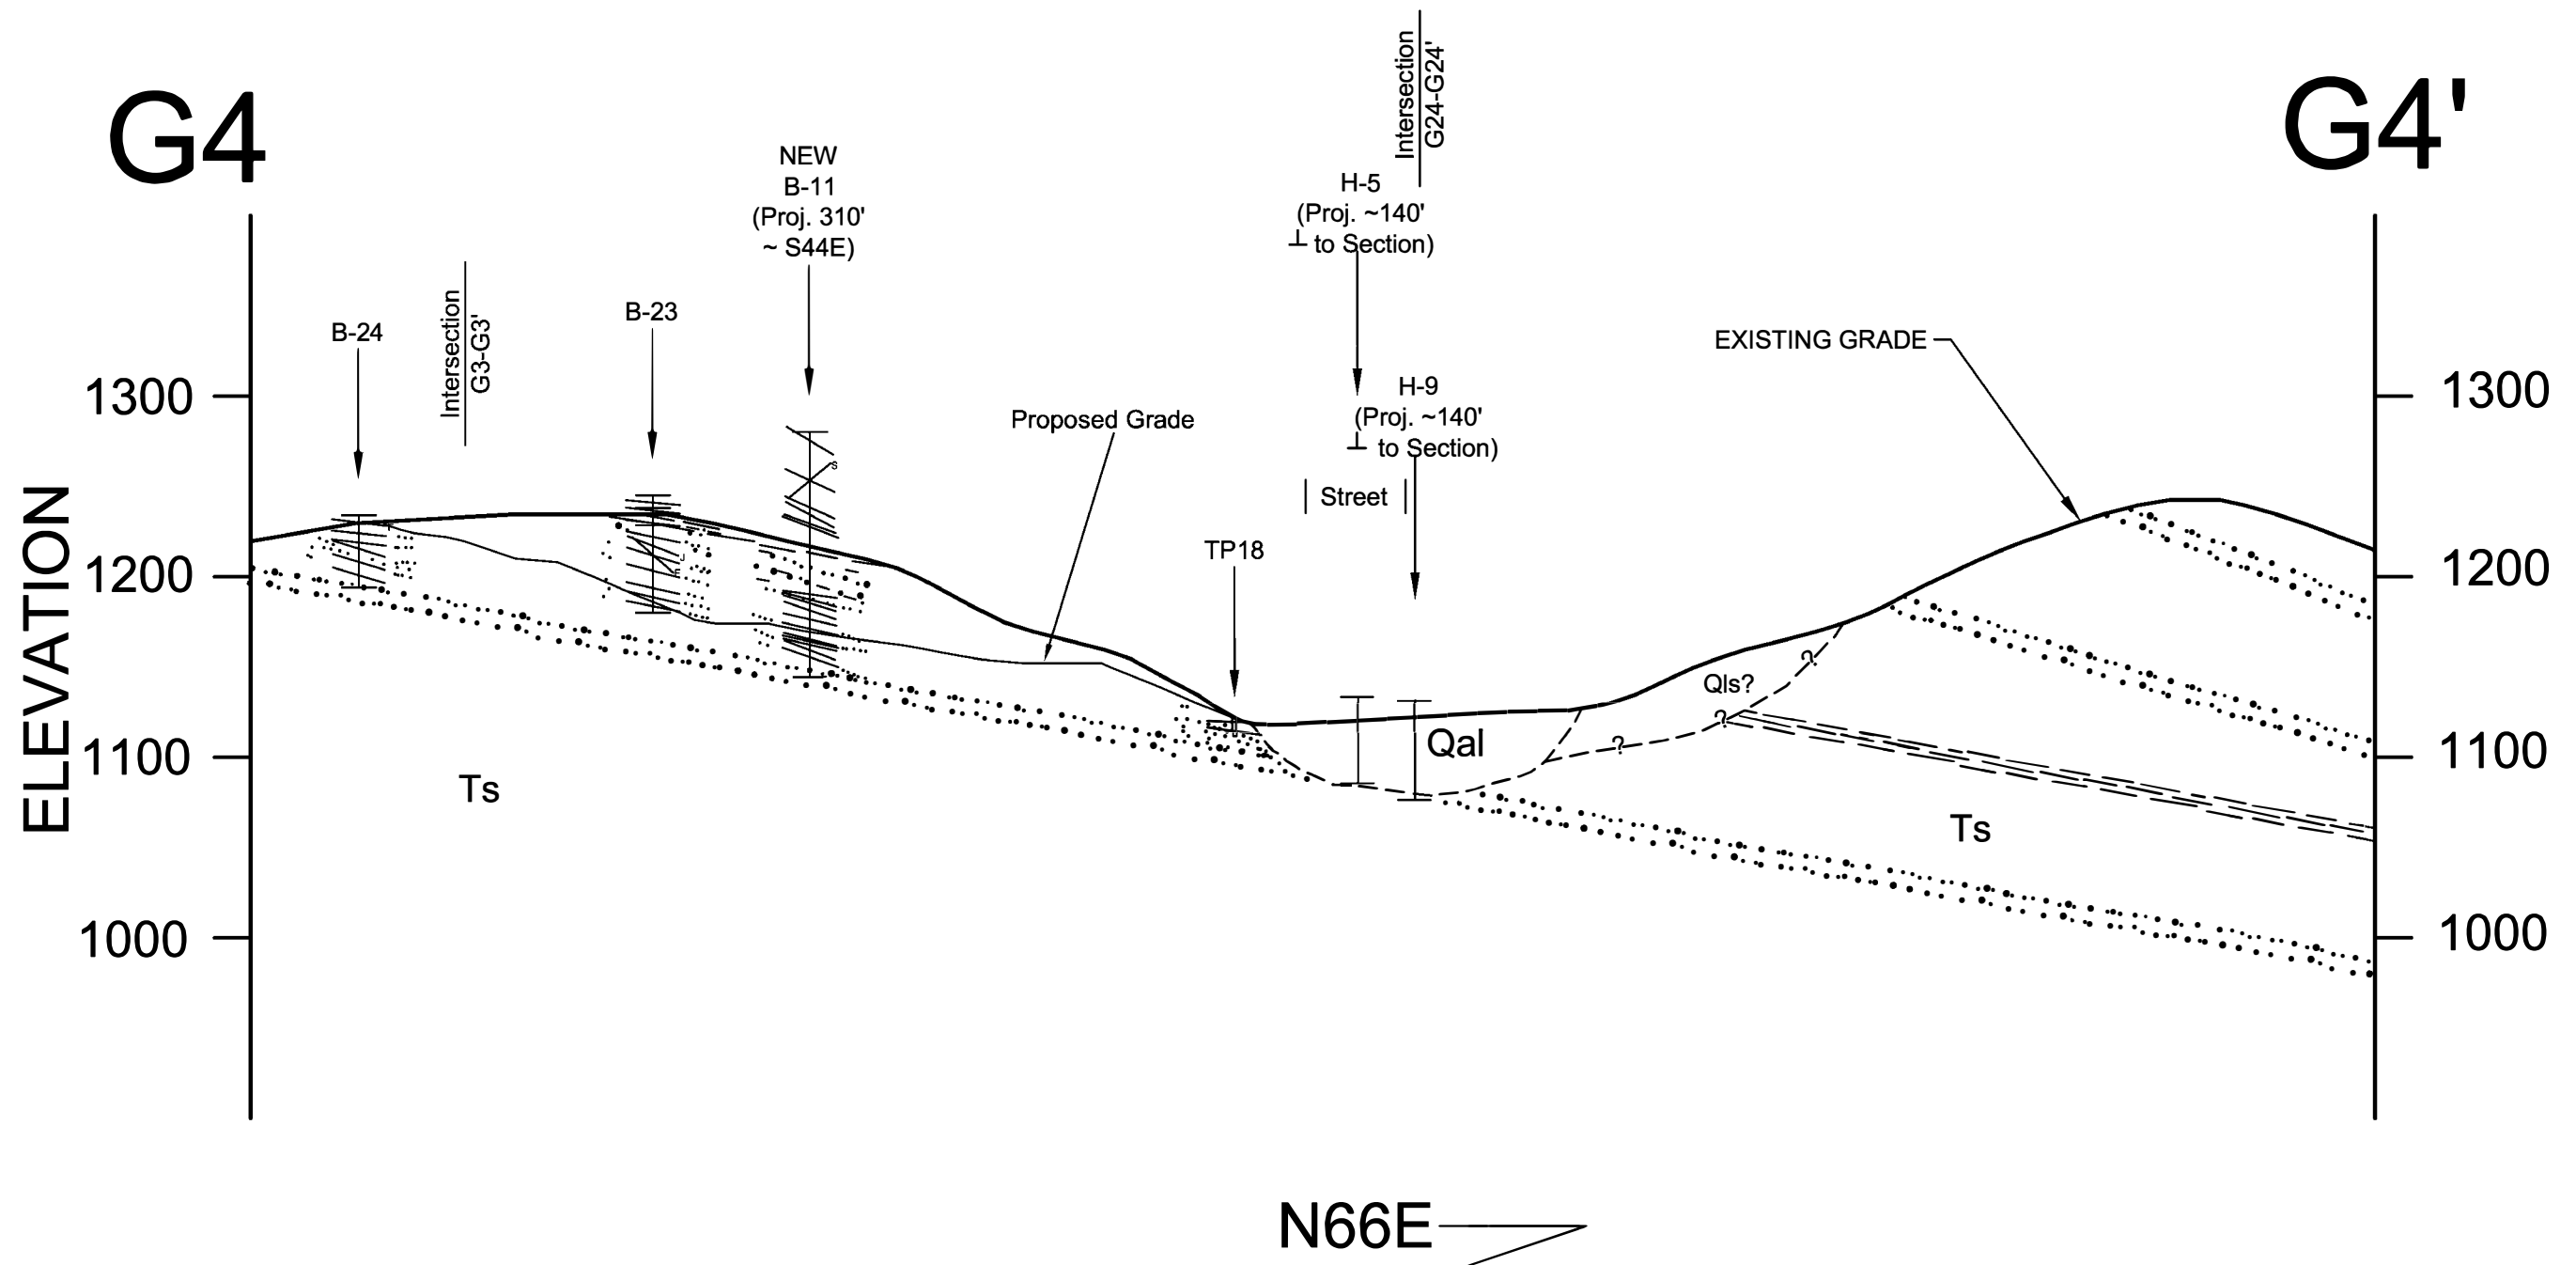 G4
G4'
Intersection
G24-G24'
NEW
B-11
(Proj. 310'
~ S44E)
H-5
(Proj. ~140'
⊥ to Section)
Intersection
G3-G3'
B-24
B-23
EXISTING GRADE
H-9
(Proj. ~140'
⊥ to Section)
Proposed Grade
Street
TP18
ELEVATION
1300
1200
1100
1000
1300
1200
1100
1000
S
J
F
?
Qls?
?
?
Qal
Ts
Ts
N66E